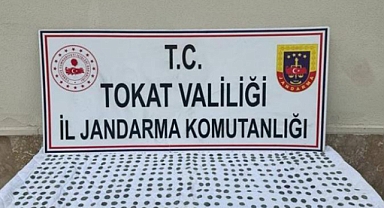 T.C.
TOKAT VALİLİĞİ
İL JANDARMA KOMUTANLIĞI
JANDARMA